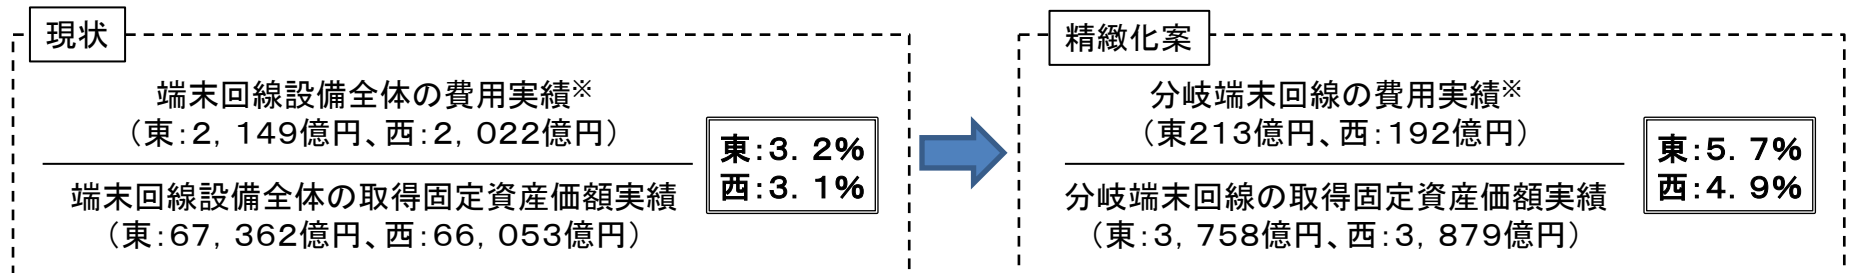 現状
端末回線設備全体の費用実績※
（東：２，１４９億円、西：２，０２２億円）
端末回線設備全体の取得固定資産価額実績
（東：６７，３６２億円、西：６６，０５３億円）
東：３．２％
西：３．１％
精緻化案
分岐端末回線の費用実績※
（東２１３億円、西：１９２億円）
分岐端末回線の取得固定資産価額実績
（東：３，７５８億円、西：３，８７９億円）
東：５．７％
西：４．９％